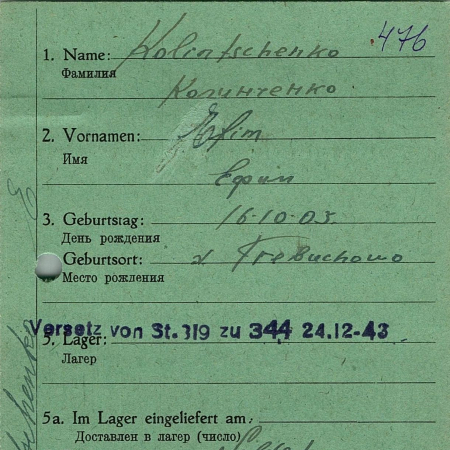 476
1. Name: Kolintschenko
Фамилия
Колинченко
2. Vornamen: Efim
Имя
Ефим
3. Geburtstag: 16.10.03.
День рождения
Geburtsort: d Trebuchowo
Место рождения
Versetz von St.319 zu 344 24.12-43
5. Lager:
Лагер
5a. Im Lager eingeliefert am:
Доставлен в лагер (число)